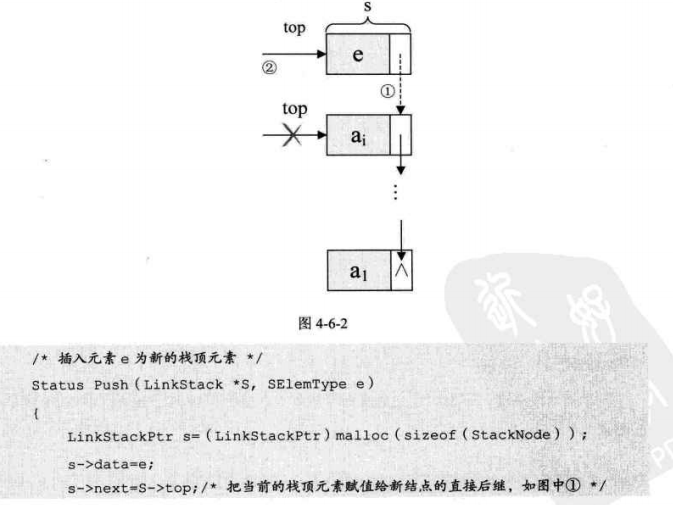 s
top
e
②
①
top
aᵢ
⋮
a₁
∧
图 4-6-2
/* 插入元素 e 为新的栈顶元素 */
Status Push (LinkStack *S, SElemType e)
{
LinkStackPtr s=(LinkStackPtr)malloc(sizeof(StackNode));
s->data=e;
s->next=S->top;/* 把当前的栈顶元素赋值给新结点的直接后继，如图中① */